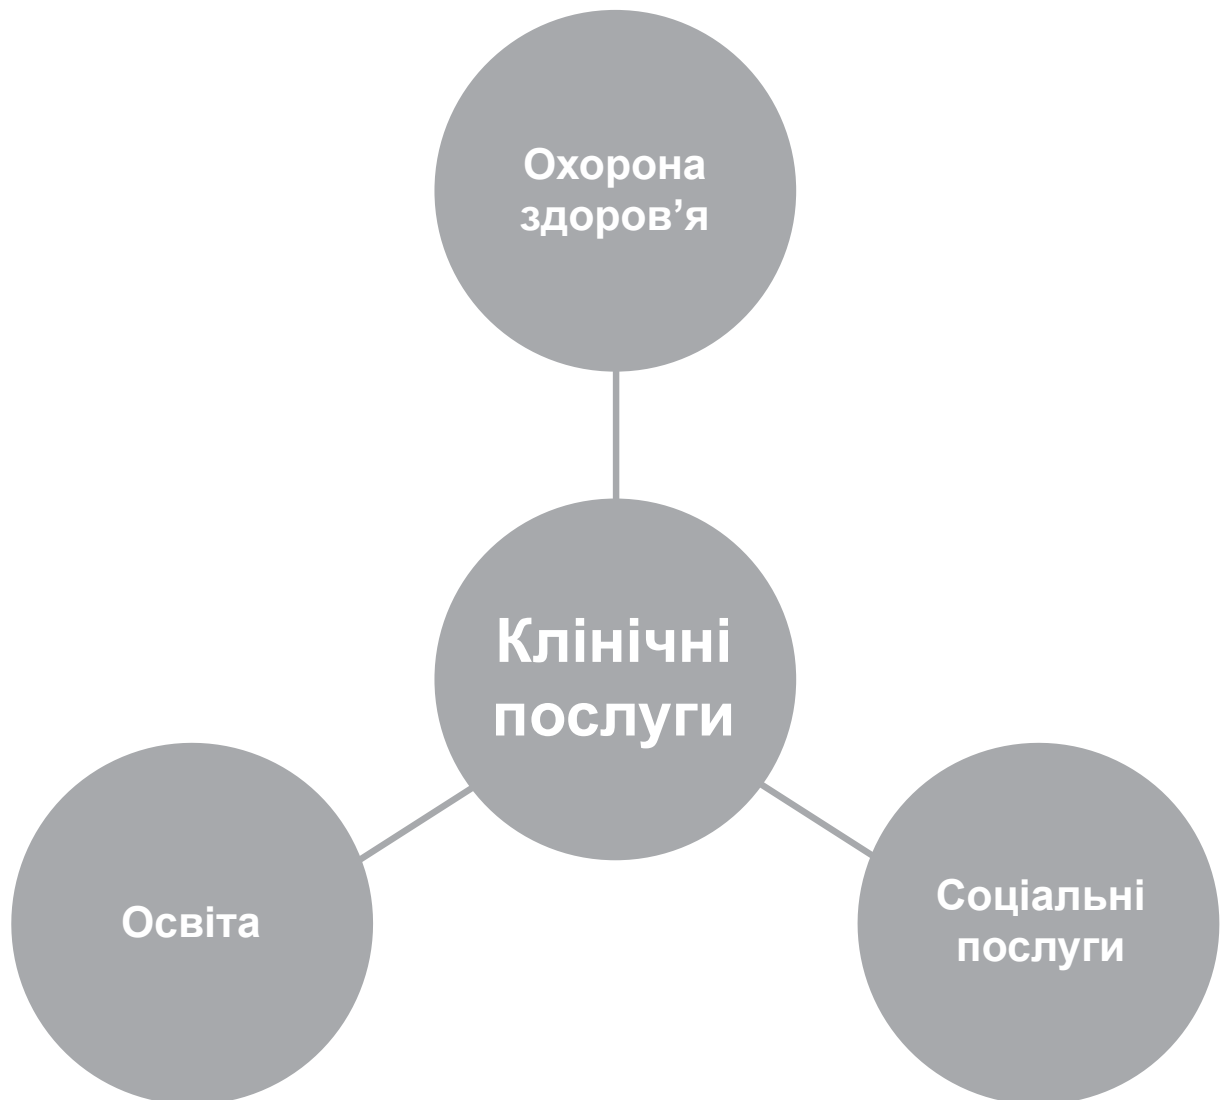 Охорона
здоров’я
Клінічні
послуги
Освіта
Соціальні
послуги